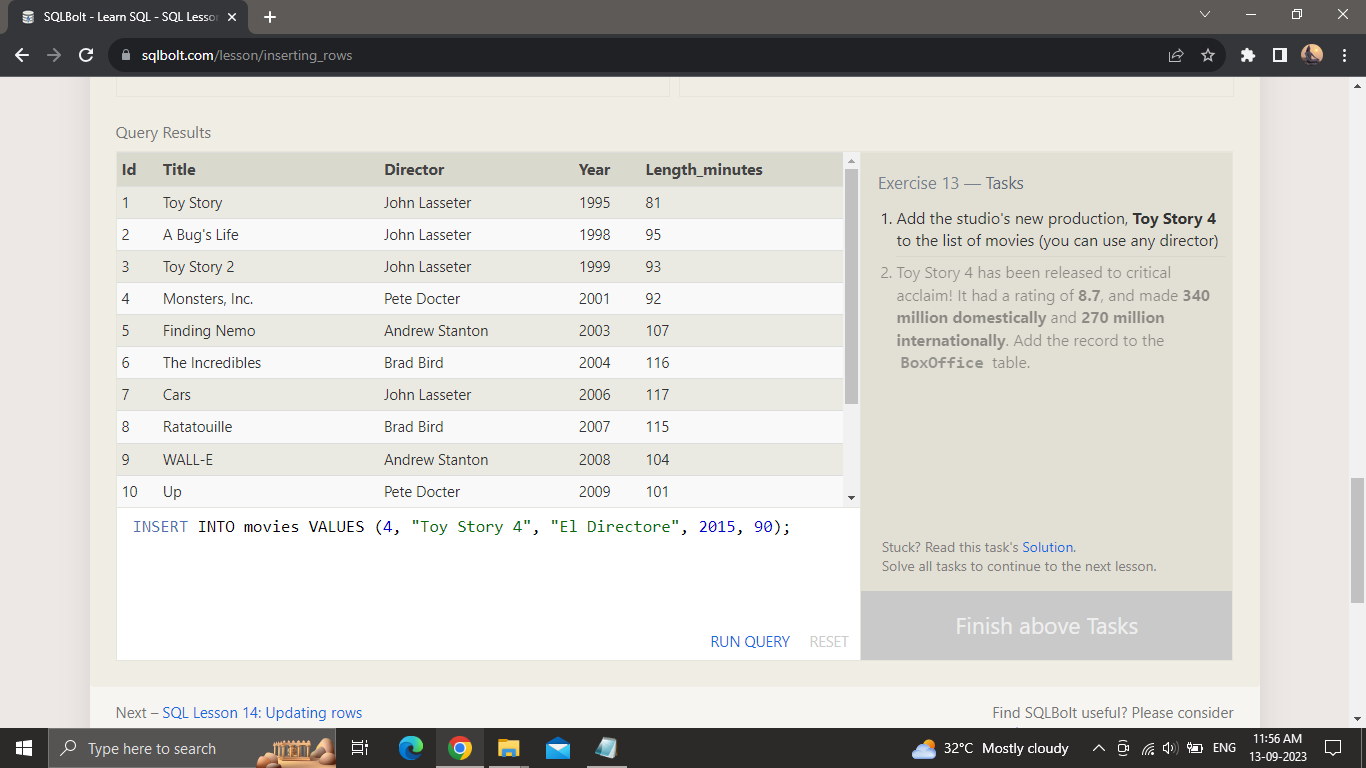 SQLBolt - Learn SQL - SQL Lesso
sqlbolt.com/lesson/inserting_rows
Query Results
Id Title Director Year Length_minutes
1 Toy Story John Lasseter 1995 81
2 A Bug's Life John Lasseter 1998 95
3 Toy Story 2 John Lasseter 1999 93
4 Monsters, Inc. Pete Docter 2001 92
5 Finding Nemo Andrew Stanton 2003 107
6 The Incredibles Brad Bird 2004 116
7 Cars John Lasseter 2006 117
8 Ratatouille Brad Bird 2007 115
9 WALL-E Andrew Stanton 2008 104
10 Up Pete Docter 2009 101
INSERT INTO movies VALUES (4, "Toy Story 4", "El Directore", 2015, 90);
RUN QUERY RESET
Exercise 13 — Tasks
1. Add the studio's new production, Toy Story 4
to the list of movies (you can use any director)
2. Toy Story 4 has been released to critical
acclaim! It had a rating of 8.7, and made 340
million domestically and 270 million
internationally. Add the record to the
BoxOffice table.
Stuck? Read this task's Solution.
Solve all tasks to continue to the next lesson.
Finish above Tasks
Next – SQL Lesson 14: Updating rows
Find SQLBolt useful? Please consider
Type here to search
32°C Mostly cloudy
ENG
11:56 AM
13-09-2023